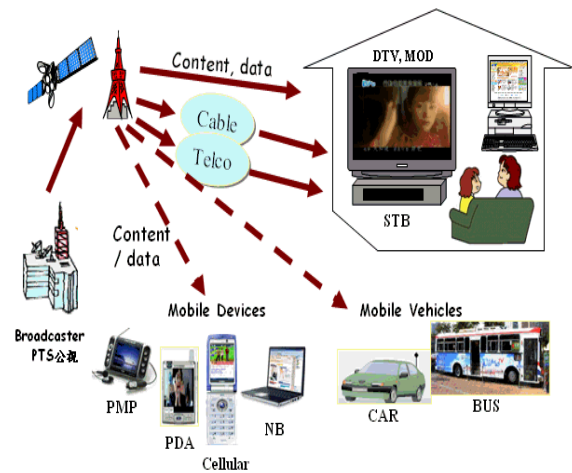 Content, data
DTV, MOD
Cable
Telco
STB
Content
/ data
Broadcaster
PTS公視
Mobile Devices
Mobile Vehicles
PMP
PDA
Cellular
NB
CAR
BUS